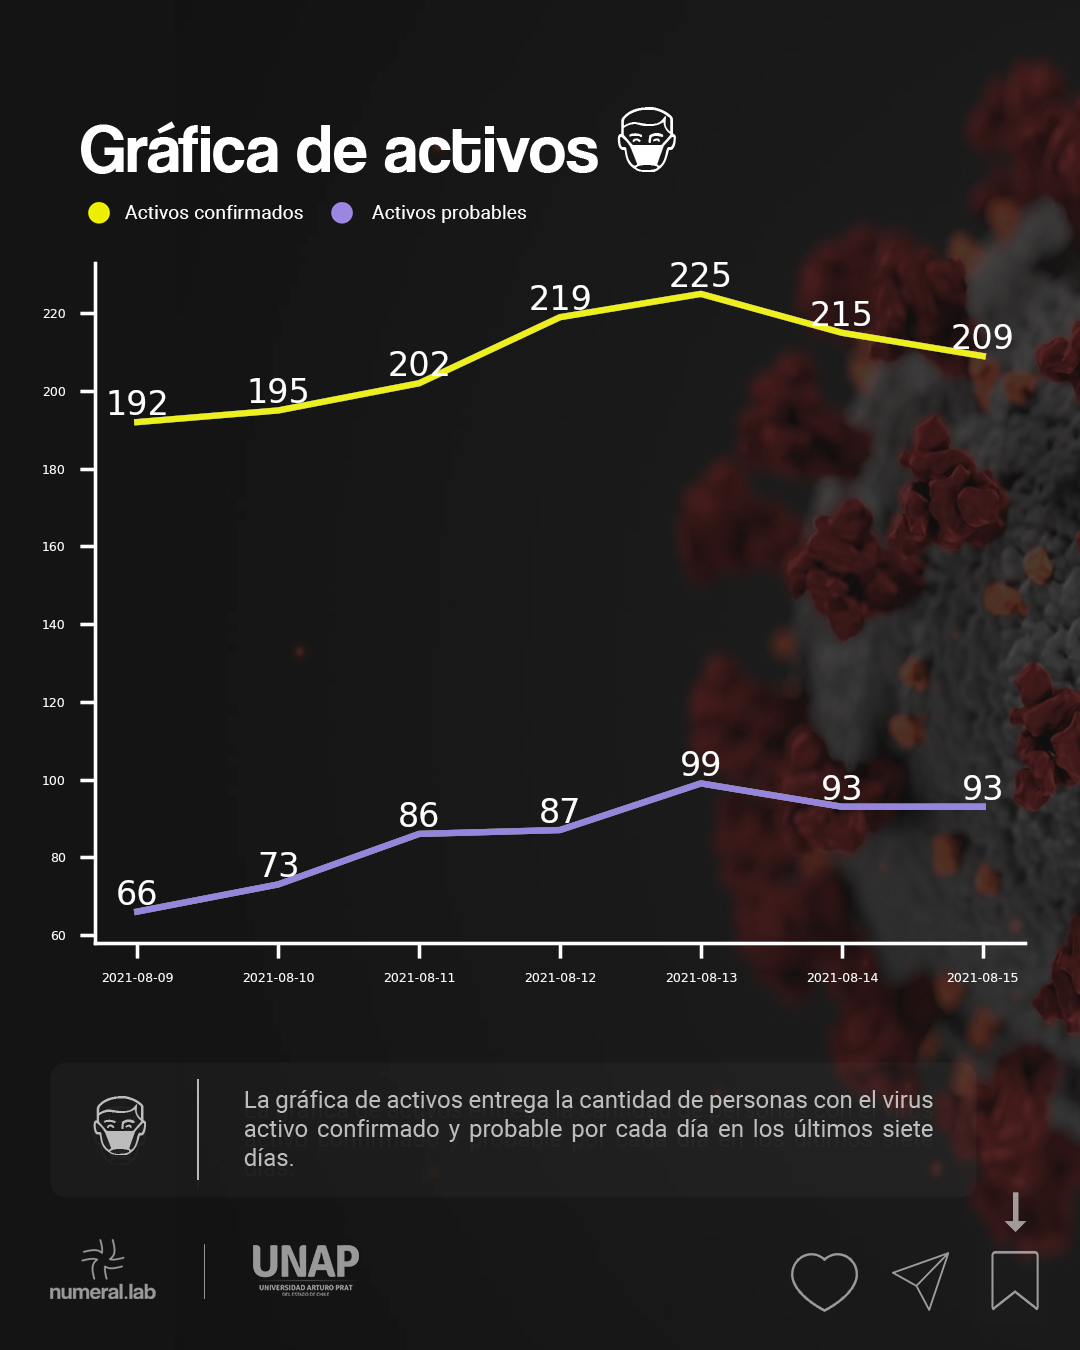 Gráfica de activos
Activos confirmados Activos probables
225
219
220
215
209
202
200
195
192
180
160
140
120
100
99
93 93
87
86
80
73
66
60
2021-08-09 2021-08-10 2021-08-11 2021-08-12 2021-08-13 2021-08-14 2021-08-15
La gráfica de activos entrega la cantidad de personas con el virus
activo confirmado y probable por cada día en los últimos siete
días.
numeral.lab
UNAP
UNIVERSIDAD ARTURO PRAT
DEL ESTADO DE CHILE